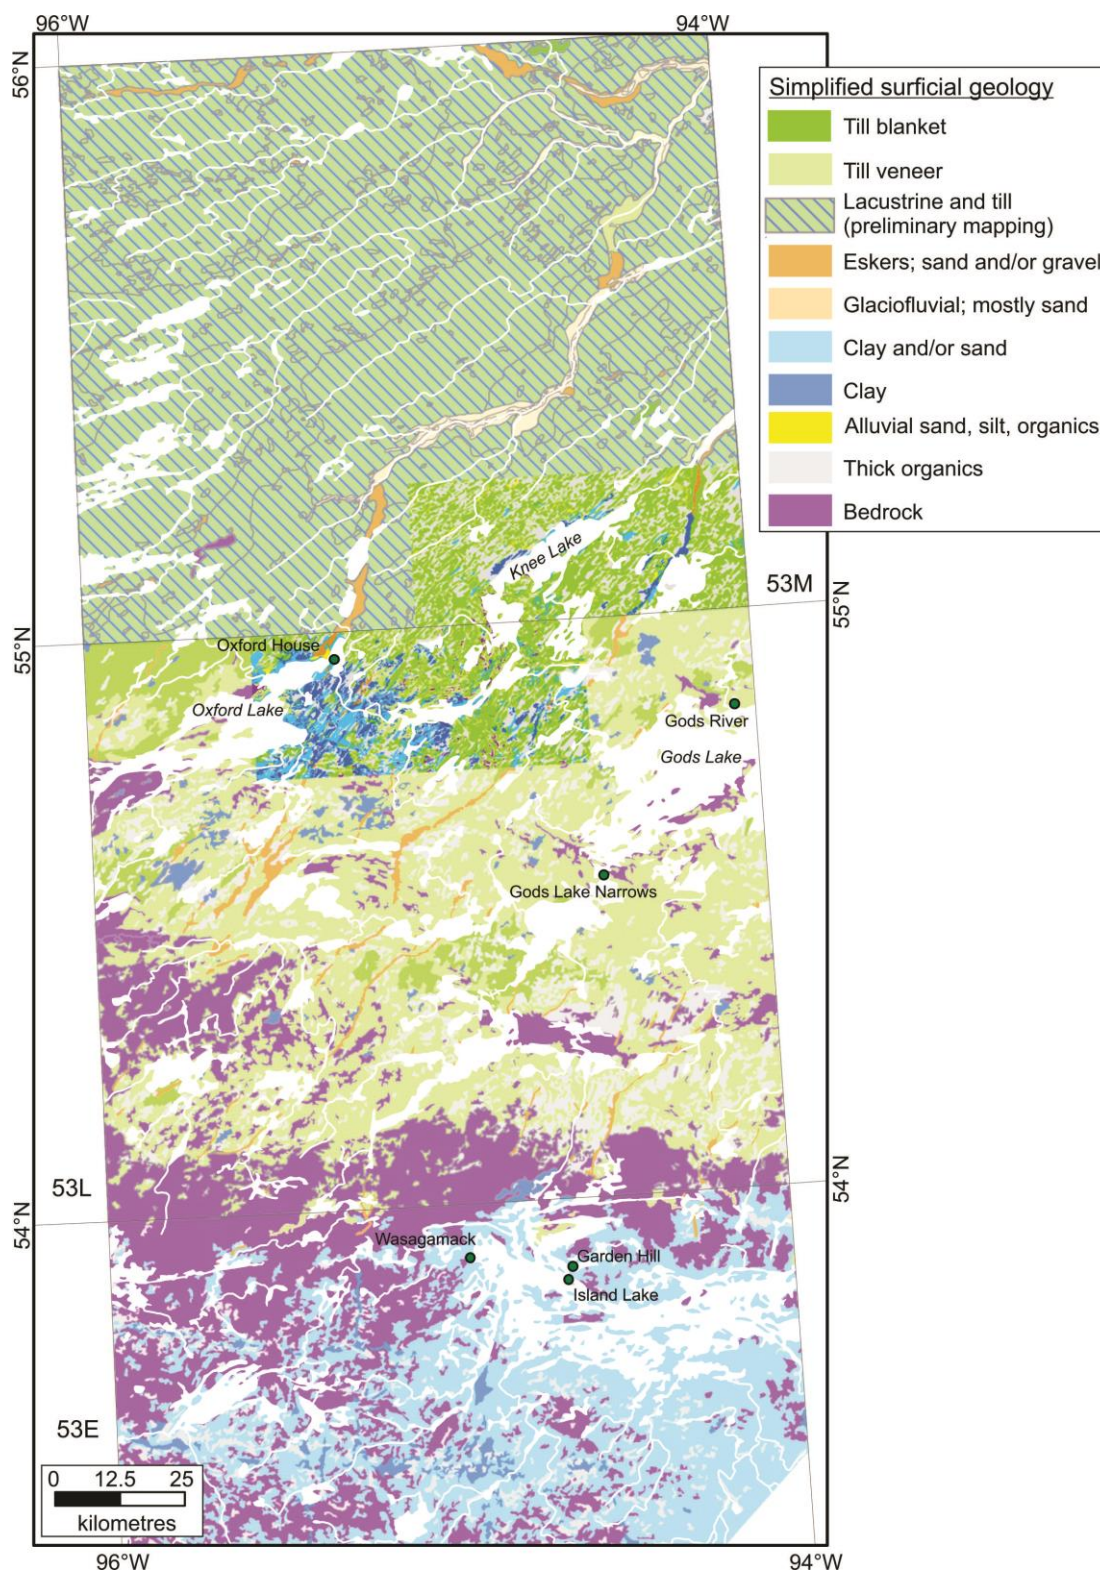 96°W
94°W
56°N
Simplified surficial geology
Till blanket
Till veneer
Lacustrine and till
(preliminary mapping)
Eskers; sand and/or gravel
Glaciofluvial; mostly sand
Clay and/or sand
Clay
Alluvial sand, silt, organics
Thick organics
Bedrock
Knee Lake
53M
55°N
55°N
Oxford House
Oxford Lake
Gods River
Gods Lake
Gods Lake Narrows
53L
54°N
54°N
Wasagamack
Garden Hill
Island Lake
53E
0 12.5 25
kilometres
96°W
94°W